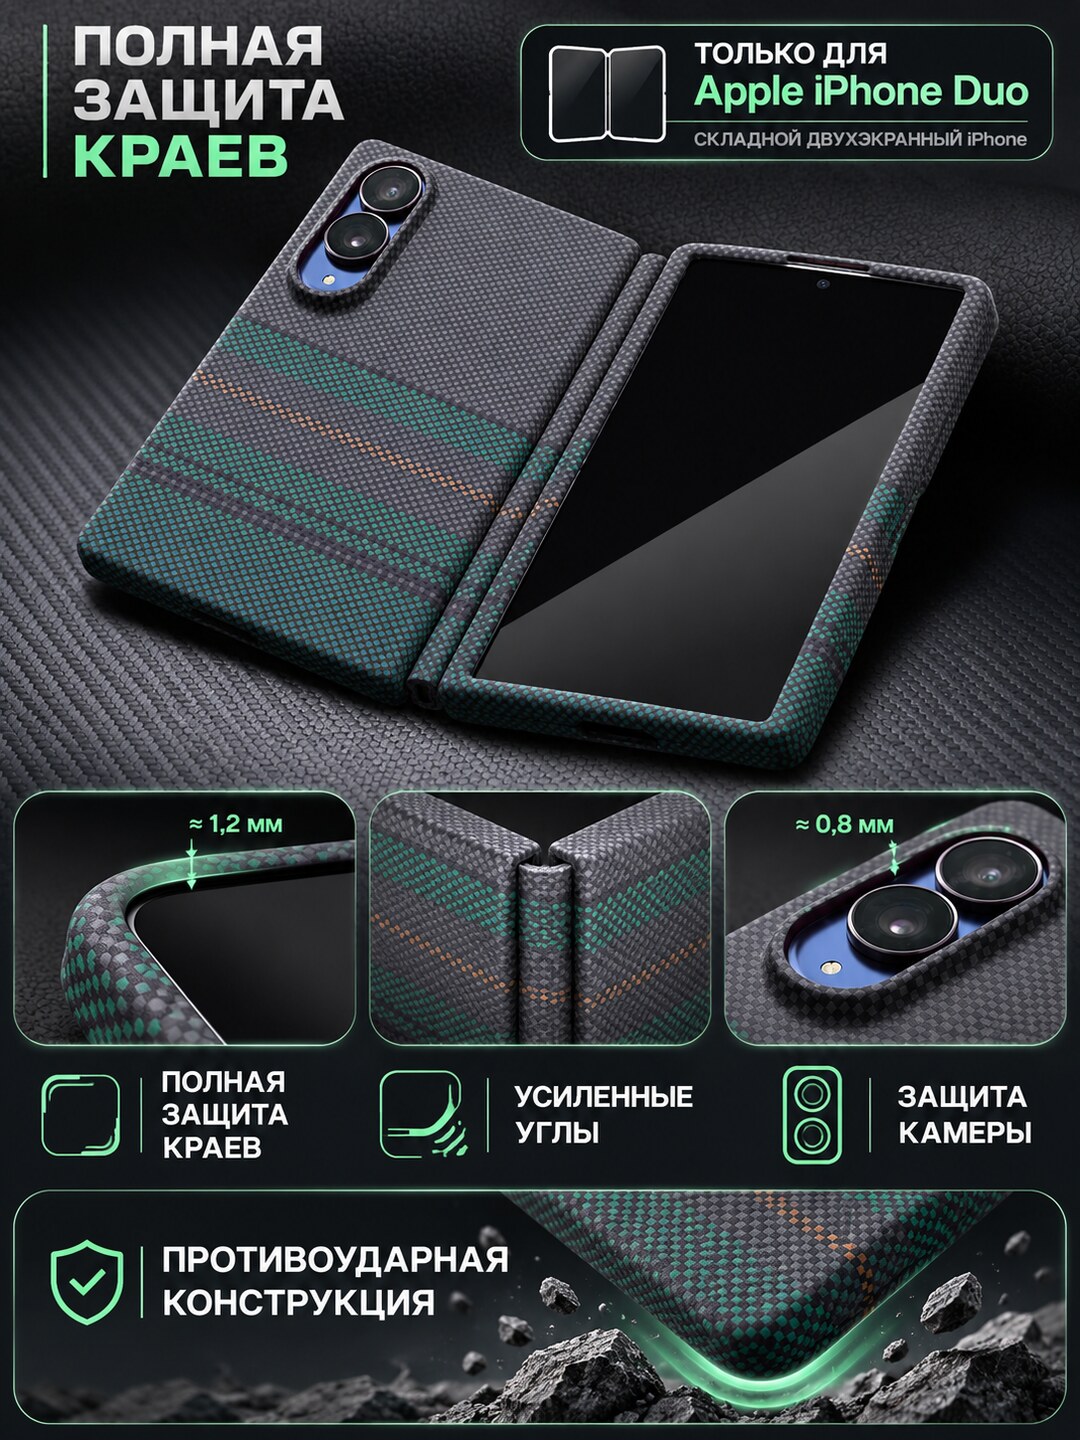 ПОЛНАЯ
ЗАЩИТА
КРАЕВ
ТОЛЬКО ДЛЯ
Apple iPhone Duo
СКЛАДНОЙ ДВУХЭКРАННЫЙ iPhone
≈ 1,2 мм
≈ 0,8 мм
ПОЛНАЯ
ЗАЩИТА
КРАЕВ
УСИЛЕННЫЕ
УГЛЫ
ЗАЩИТА
КАМЕРЫ
ПРОТИВОУДАРНАЯ
КОНСТРУКЦИЯ